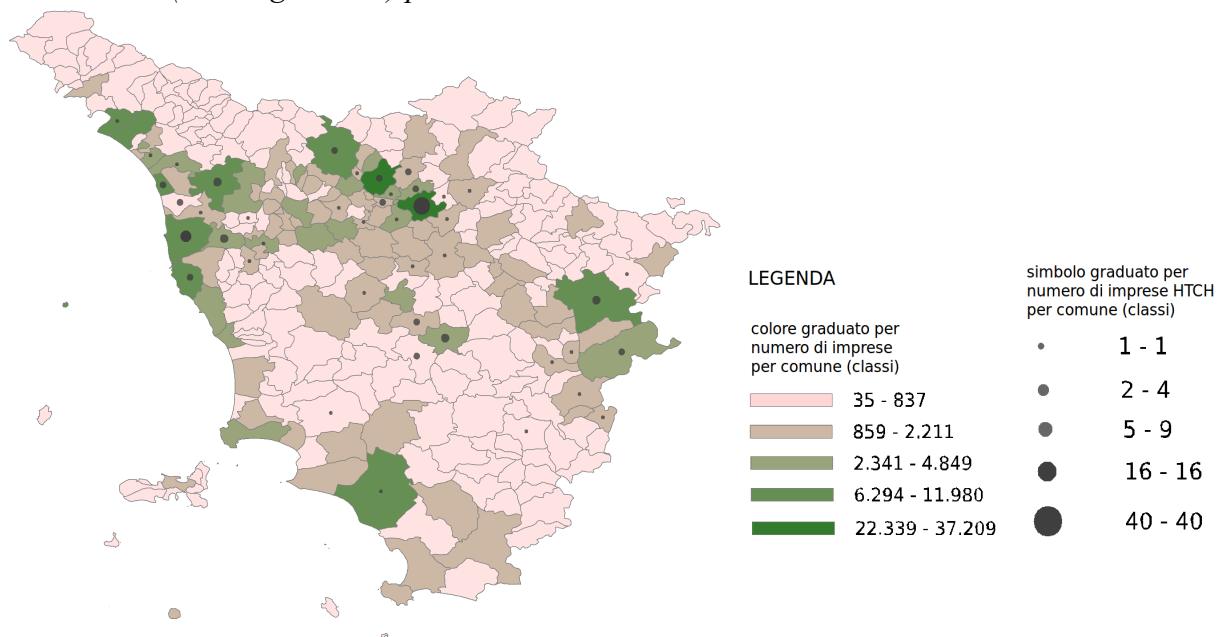 LEGENDA
colore graduato per
numero di imprese
per comune (classi)
35 - 837
859 - 2.211
2.341 - 4.849
6.294 - 11.980
22.339 - 37.209
simbolo graduato per
numero di imprese HTCH
per comune (classi)
1 - 1
2 - 4
5 - 9
16 - 16
40 - 40